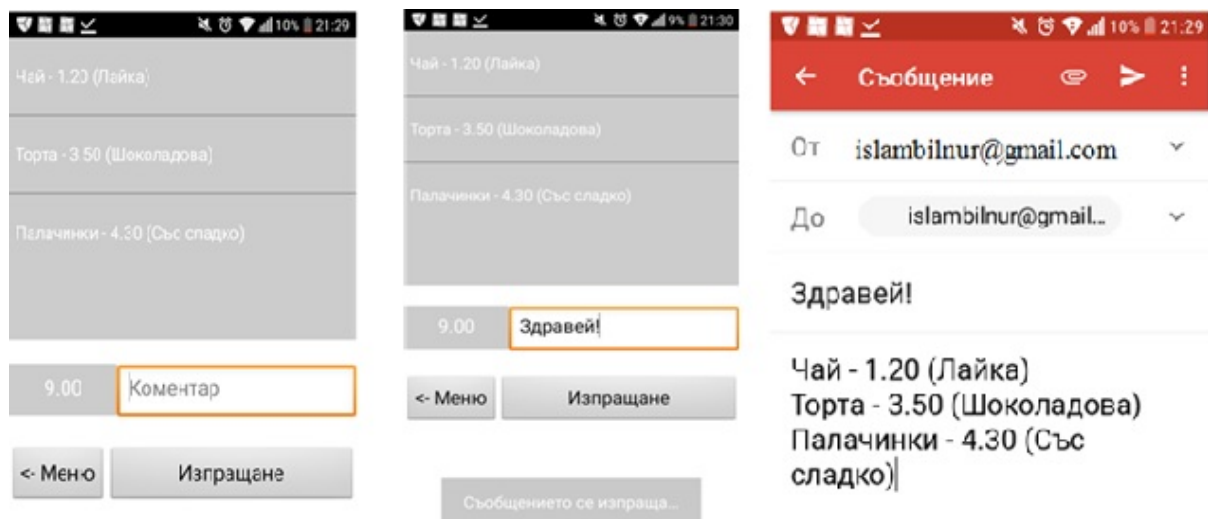 10% 21:29
Чай - 1.20 (Лайка)
Торта - 3.50 (Шоколадова)
Палачинки - 4.30 (Със сладко)
9.00
Коментар
<- Меню
Изпращане
9% 21:30
Чай - 1.20 (Лайка)
Торта - 3.50 (Шоколадова)
Палачинки - 4.30 (Със сладко)
9.00
Здравей!
<- Меню
Изпращане
Съобщението се изпраща...
10% 21:29
Съобщение
От islambilnur@gmail.com
До islambilnur@gmail...
Здравей!
Чай - 1.20 (Лайка)
Торта - 3.50 (Шоколадова)
Палачинки - 4.30 (Със
сладко)